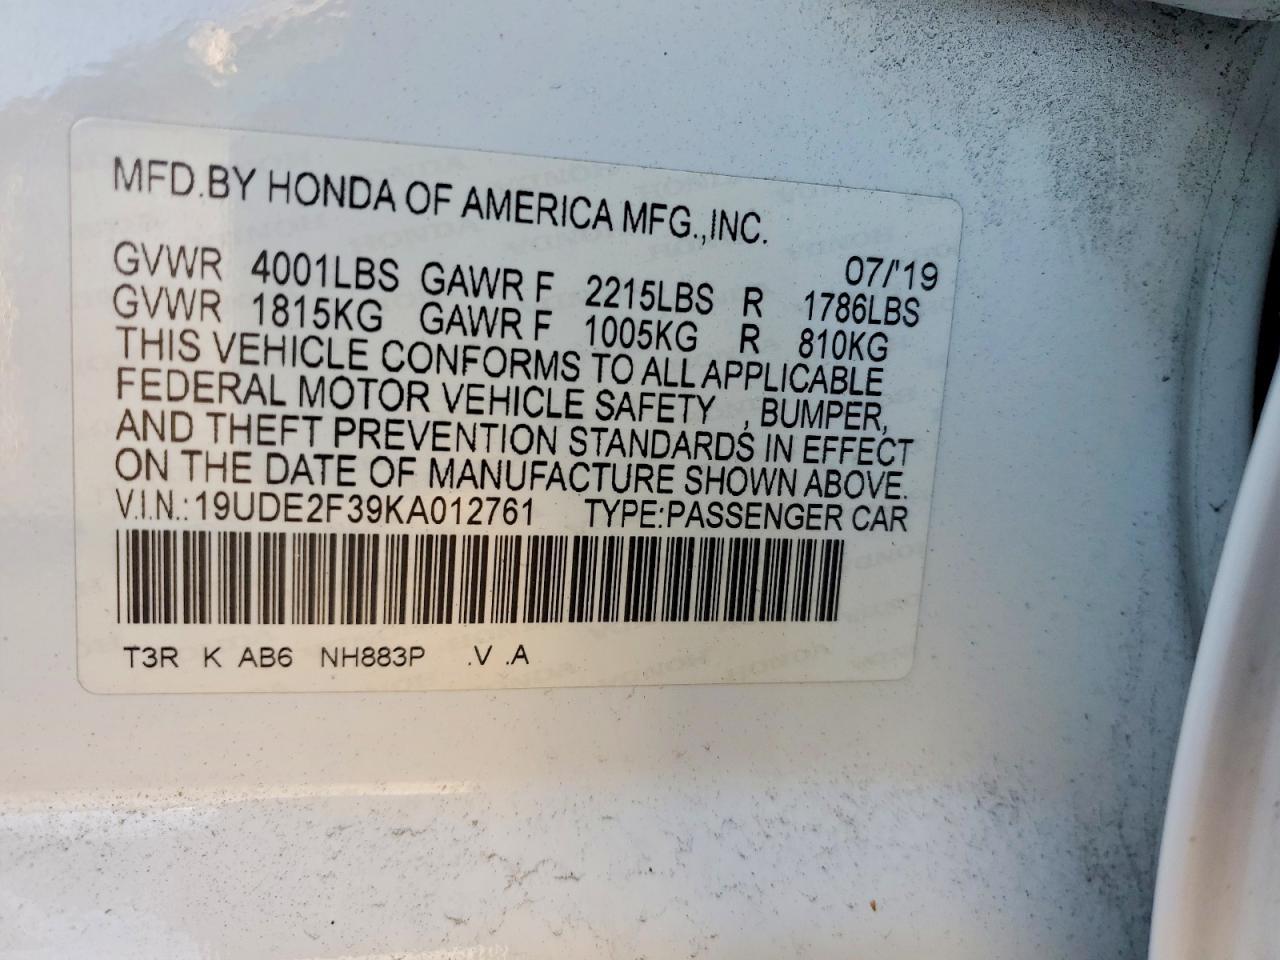 MFD.BY HONDA OF AMERICA MFG.,INC.
07/'19
GVWR 4001LBS GAWR F 2215LBS R 1786LBS
GVWR 1815KG GAWR F 1005KG R 810KG
THIS VEHICLE CONFORMS TO ALL APPLICABLE
FEDERAL MOTOR VEHICLE SAFETY , BUMPER,
AND THEFT PREVENTION STANDARDS IN EFFECT
ON THE DATE OF MANUFACTURE SHOWN ABOVE.
V.I.N.:19UDE2F39KA012761 TYPE:PASSENGER CAR
T3R K AB6 NH883P .V .A